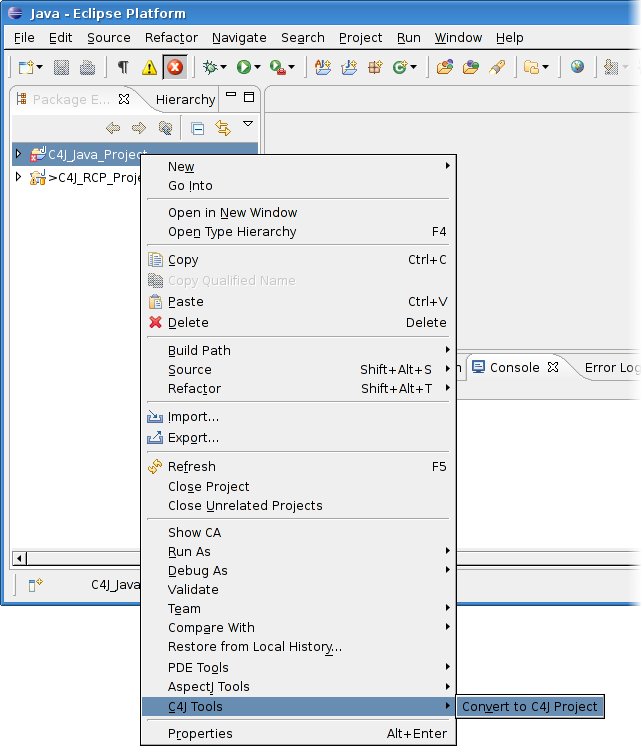 Java - Eclipse Platform
File Edit Source Refactor Navigate Search Project Run Window Help
Package E... Hierarchy
C4J_Java_Project
>C4J_RCP_Proje
New
Go Into
Open in New Window
Open Type Hierarchy F4
Copy Ctrl+C
Copy Qualified Name
Paste Ctrl+V
Delete Delete
Build Path
Source Shift+Alt+S
Refactor Shift+Alt+T
Console Error Log
Import...
Export...
Refresh F5
Close Project
Close Unrelated Projects
Show CA
Run As
Debug As
C4J_Java
Validate
Team
Compare With
Restore from Local History...
PDE Tools
AspectJ Tools
C4J Tools Convert to C4J Project
Properties Alt+Enter